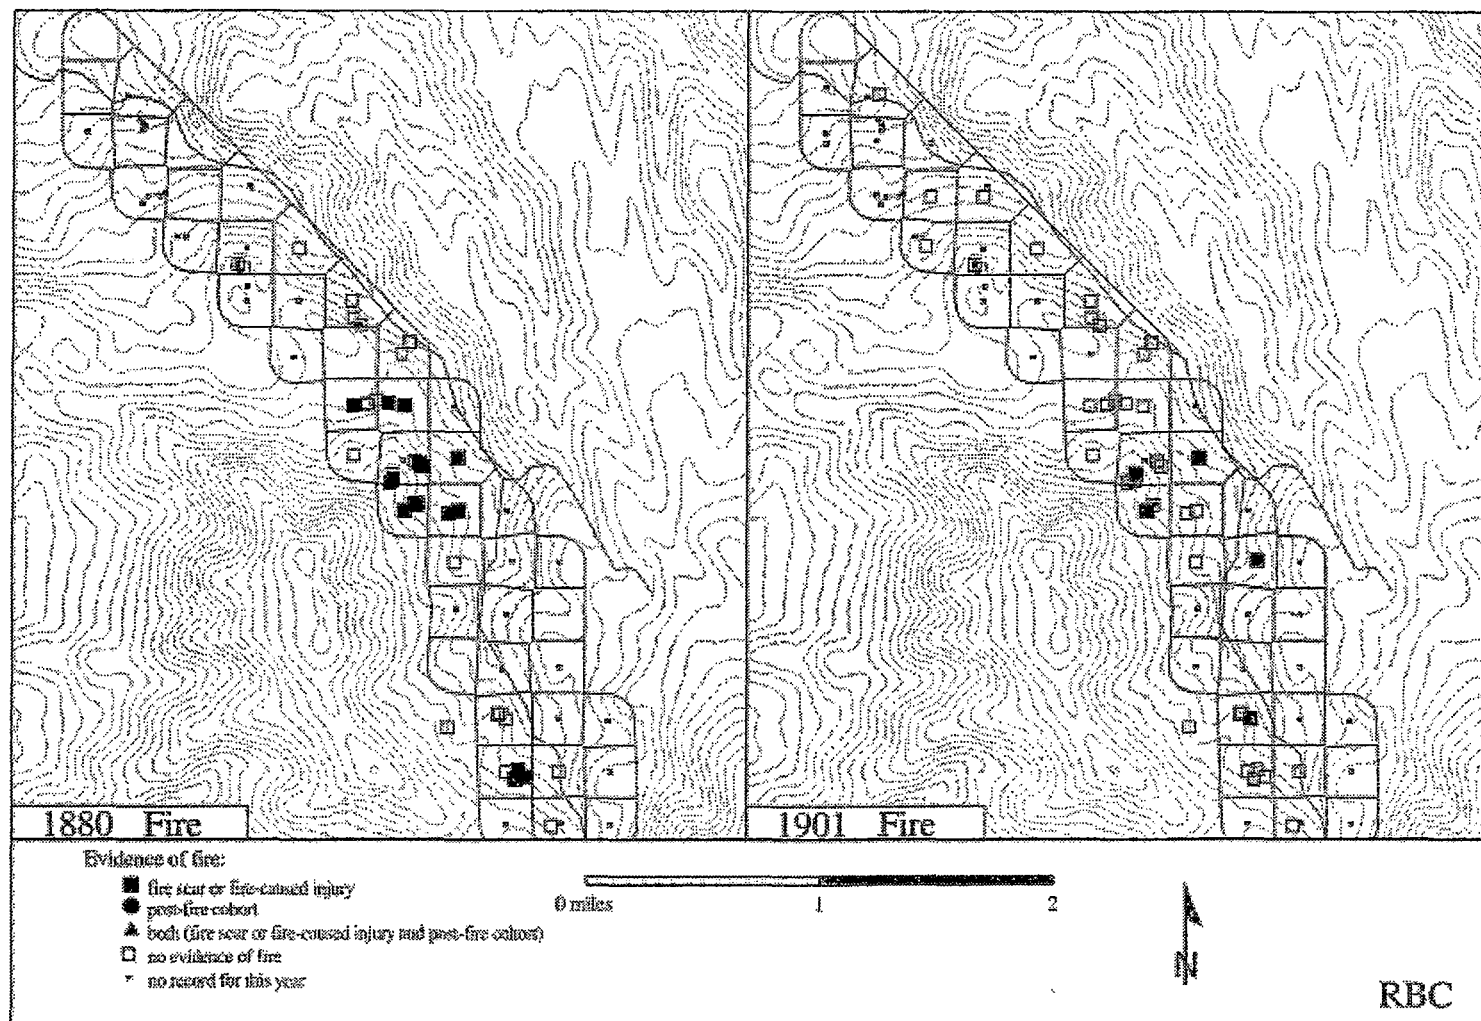 1880 Fire
1901 Fire
Evidence of fire:
fire scar or fire-caused injury
post-fire cohort
both (fire scar or fire-caused injury and post-fire cohort)
no evidence of fire
no record for this year
0 miles 1 2
N
RBC